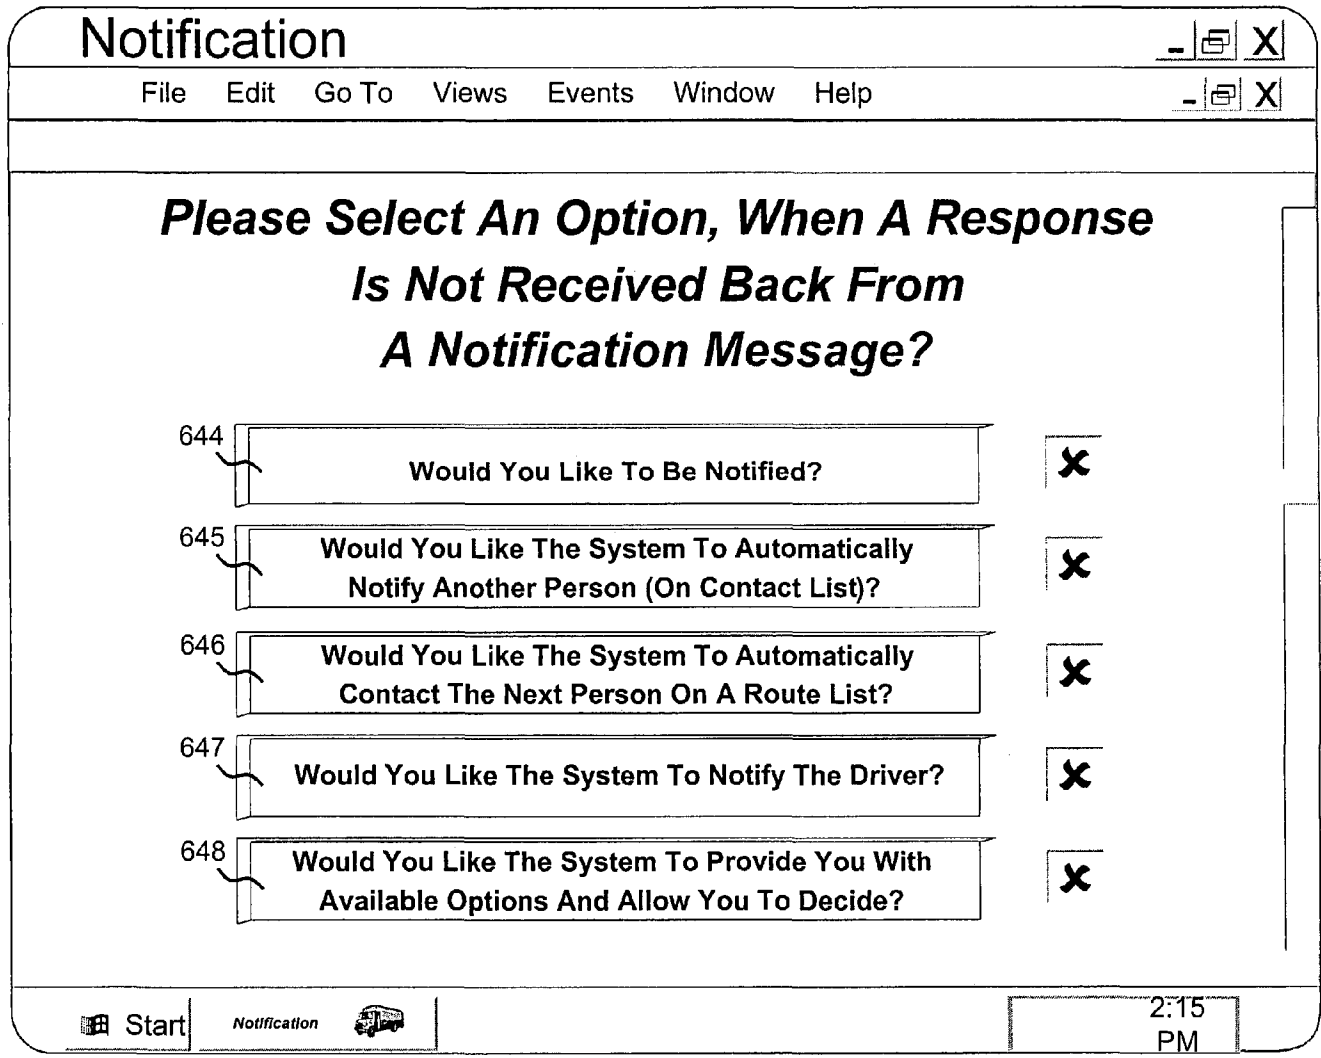 Notification
File Edit Go To Views Events Window Help
Please Select An Option, When A Response
Is Not Received Back From
A Notification Message?
644
Would You Like To Be Notified?
645
Would You Like The System To Automatically
Notify Another Person (On Contact List)?
646
Would You Like The System To Automatically
Contact The Next Person On A Route List?
647
Would You Like The System To Notify The Driver?
648
Would You Like The System To Provide You With
Available Options And Allow You To Decide?
Start Notification 2:15
PM